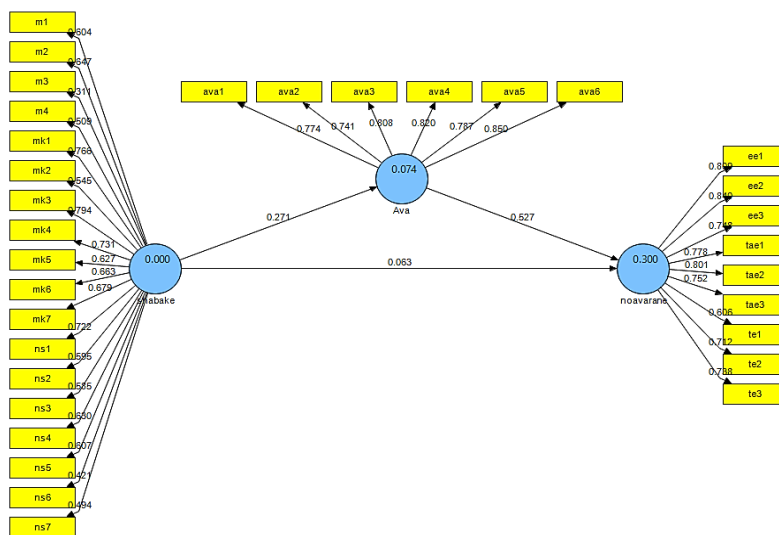 m1
0.604
m2
0.647
m3
0.311
m4
0.509
mk1
0.766
mk2
0.545
mk3
0.794
mk4
0.731
mk5
0.627
mk6
0.663
mk7
0.679
ns1
0.722
ns2
0.595
ns3
ns4
0.630
ns5
0.607
ns6
0.421
ns7
0.494
0.000
shabake
ava1
ava2
ava3
ava4
ava5
ava6
0.774
0.741
0.808
0.820
0.787
0.850
0.074
Ava
0.271
0.527
0.063
0.300
noavarane
ee1
ee2
0.840
ee3
0.748
tae1
0.778
tae2
0.801
tae3
0.752
te1
0.606
te2
0.712
te3
0.738